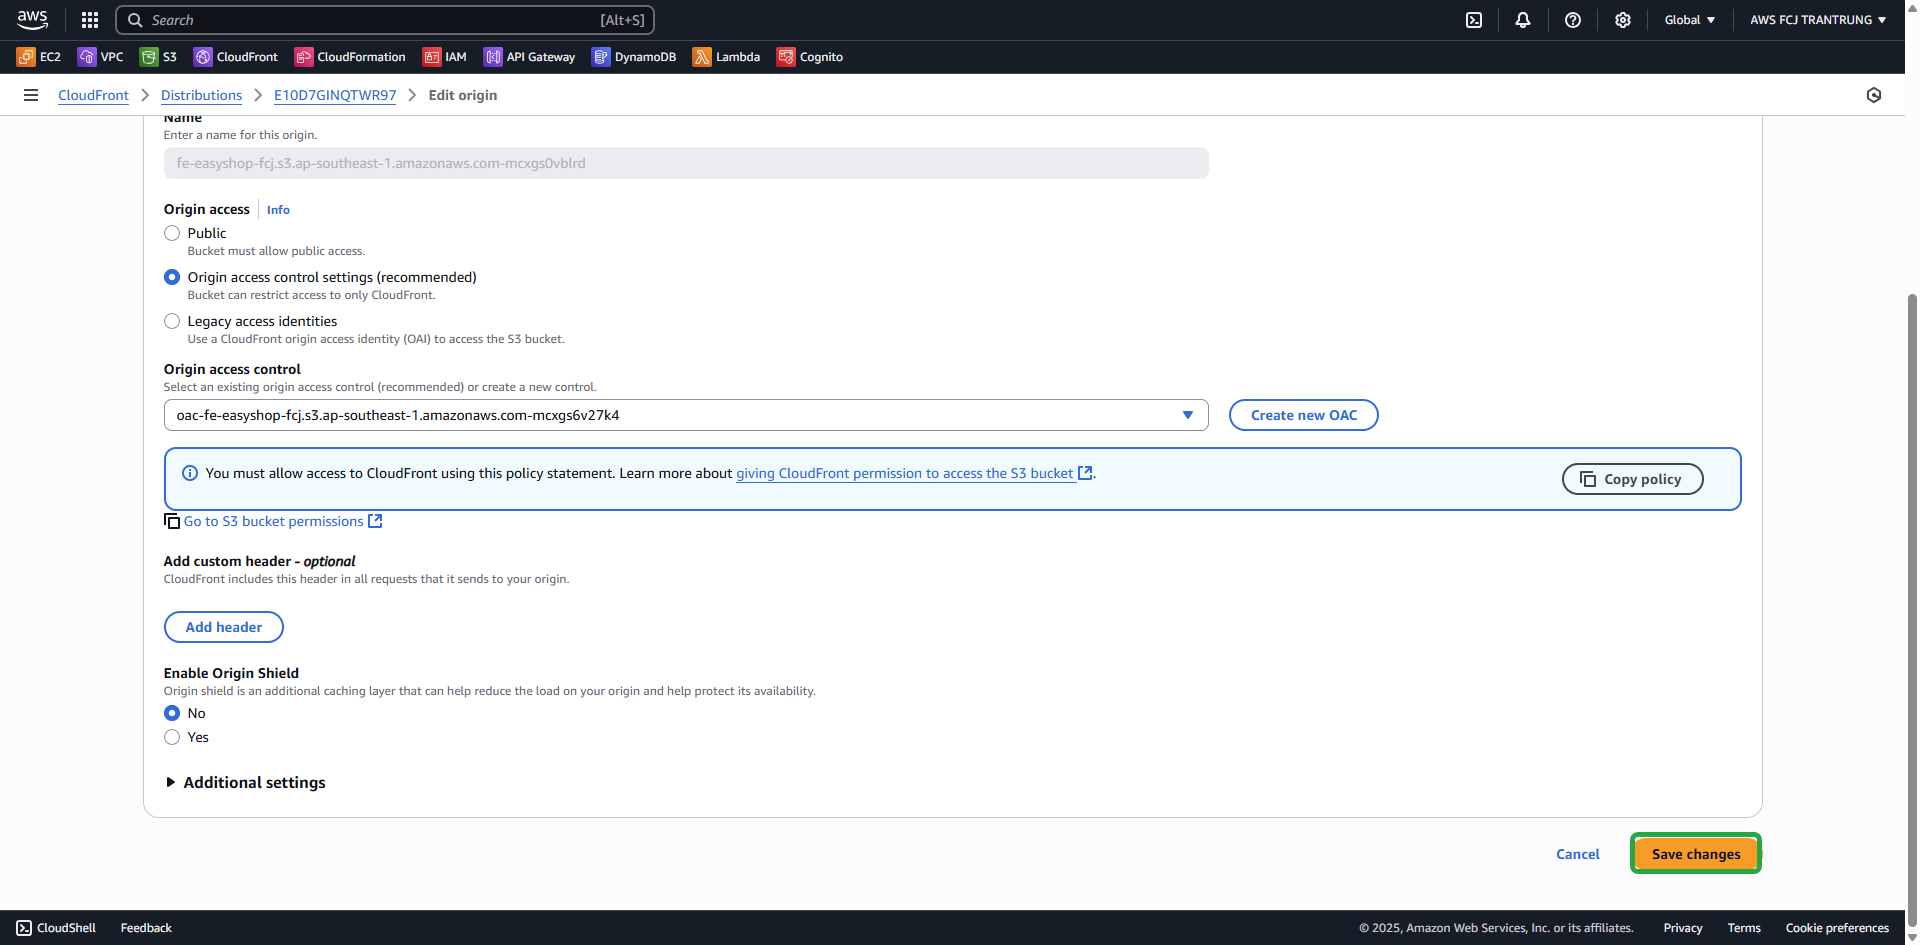 aws
Search [Alt+S]
Global AWS FCJ TRANTRUNG
EC2 VPC S3 CloudFront CloudFormation IAM API Gateway DynamoDB Lambda Cognito
CloudFront Distributions E10D7GINQTWR97 Edit origin
Name
Enter a name for this origin.
fe-easyshop-fcj.s3.ap-southeast-1.amazonaws.com-mcxgs0vblrd
Origin access Info
Public
Bucket must allow public access.
Origin access control settings (recommended)
Bucket can restrict access to only CloudFront.
Legacy access identities
Use a CloudFront origin access identity (OAI) to access the S3 bucket.
Origin access control
Select an existing origin access control (recommended) or create a new control.
oac-fe-easyshop-fcj.s3.ap-southeast-1.amazonaws.com-mcxgs6v27k4
Create new OAC
You must allow access to CloudFront using this policy statement. Learn more about giving CloudFront permission to access the S3 bucket.
Copy policy
Go to S3 bucket permissions
Add custom header - optional
CloudFront includes this header in all requests that it sends to your origin.
Add header
Enable Origin Shield
Origin shield is an additional caching layer that can help reduce the load on your origin and help protect its availability.
No
Yes
Additional settings
Cancel Save changes
CloudShell Feedback © 2025, Amazon Web Services, Inc. or its affiliates. Privacy Terms Cookie preferences